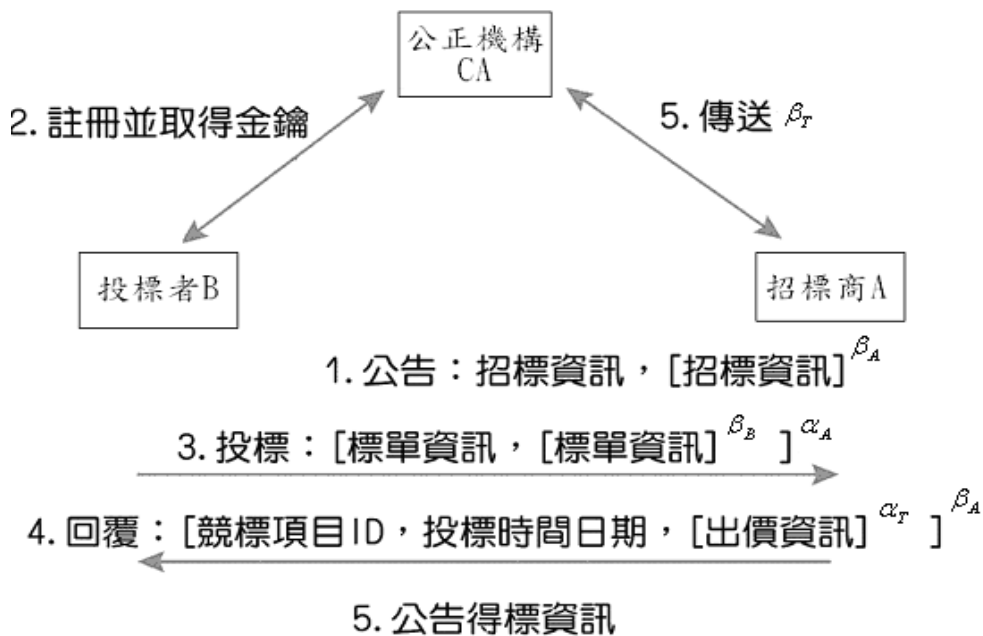 公正機構
CA
2. 註冊並取得金鑰
5. 傳送 βT
投標者B
招標商A
1. 公告：招標資訊，[招標資訊]^βA
3. 投標：[標單資訊，[標單資訊]^βB ]^αA
4. 回覆：[競標項目ID，投標時間日期，[出價資訊]^αT ]^βA
5. 公告得標資訊